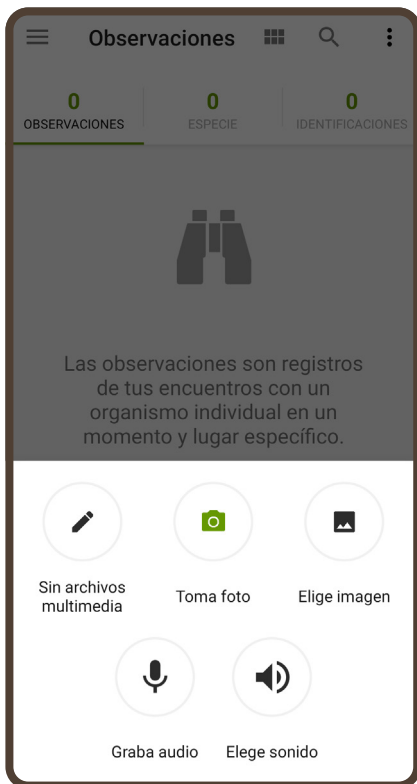 Observaciones
0 0 0
OBSERVACIONES ESPECIE IDENTIFICACIONES
Las observaciones son registros
de tus encuentros con un
organismo individual en un
momento y lugar específico.
Sin archivos
multimedia
Toma foto
Elige imagen
Graba audio
Elege sonido